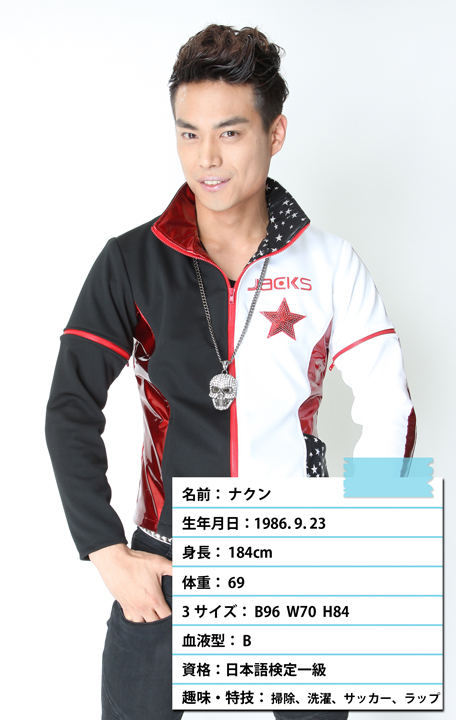 JACKS
名前： ナクン
生年月日：1986. 9. 23
身長： 184cm
体重： 69
3 サイズ： B96 W70 H84
血液型： B
資格：日本語検定一級
趣味・特技： 掃除、洗濯、サッカー、ラップ